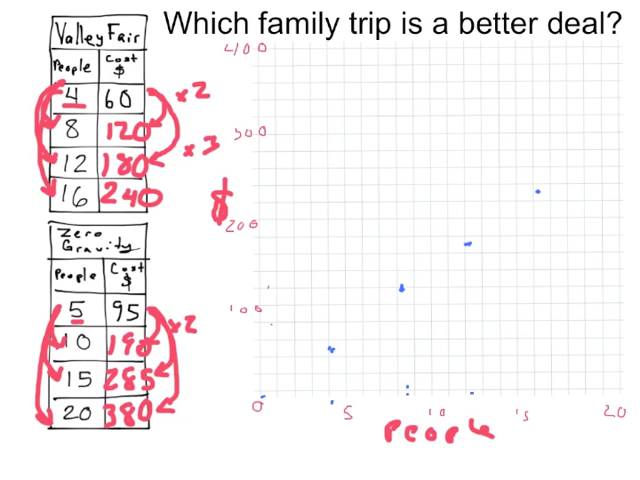 Which family trip is a better deal?
Valley Fair
People Cost $
4 60
8 120
12 180
16 240
x2
x3
Zero Gravity
People Cost $
5 95
10 190
15 285
20 380
x2
400
300
$
200
100
0 5 10 15 20
People